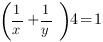 (1/x + 1/y )4=1